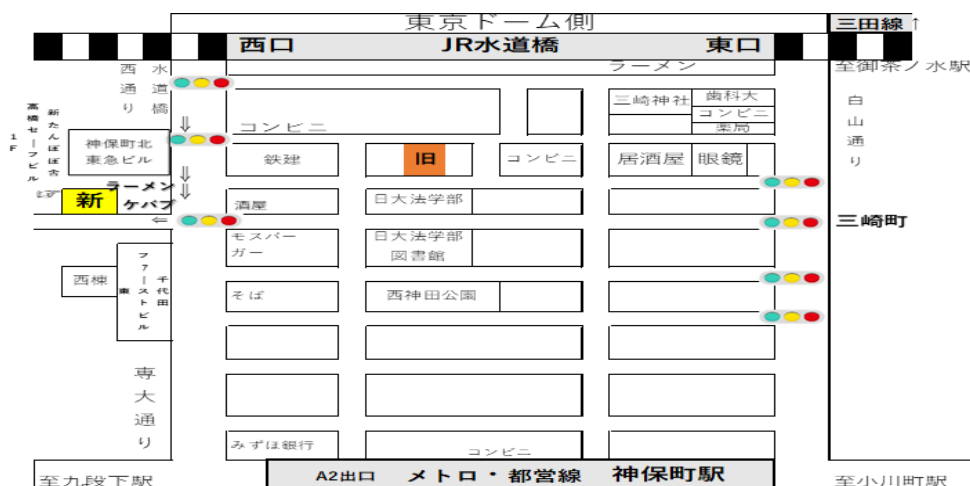 東京ドーム側
三田線↑
西口
JR水道橋
東口
ラーメン
至御茶ノ水駅
水道橋
西通り
⇓
コンビニ
三崎神社
歯科大
コンビニ
薬局
白山通り
新たんぽぽ舎
高橋セーフビル
1F
神保町北
東急ビル
⇓
⇓
鉄建
旧
コンビニ
居酒屋
眼鏡
ラーメン
新
ケバブ
⇐
酒屋
日大法学部
三崎町
モスバー
ガー
日大法学部
図書館
西棟
千代田
ファーストビル
東
そば
西神田公園
専大通り
みずほ銀行
コンビニ
A2出口 メトロ・都営線 神保町駅
至九段下駅
至小川町駅